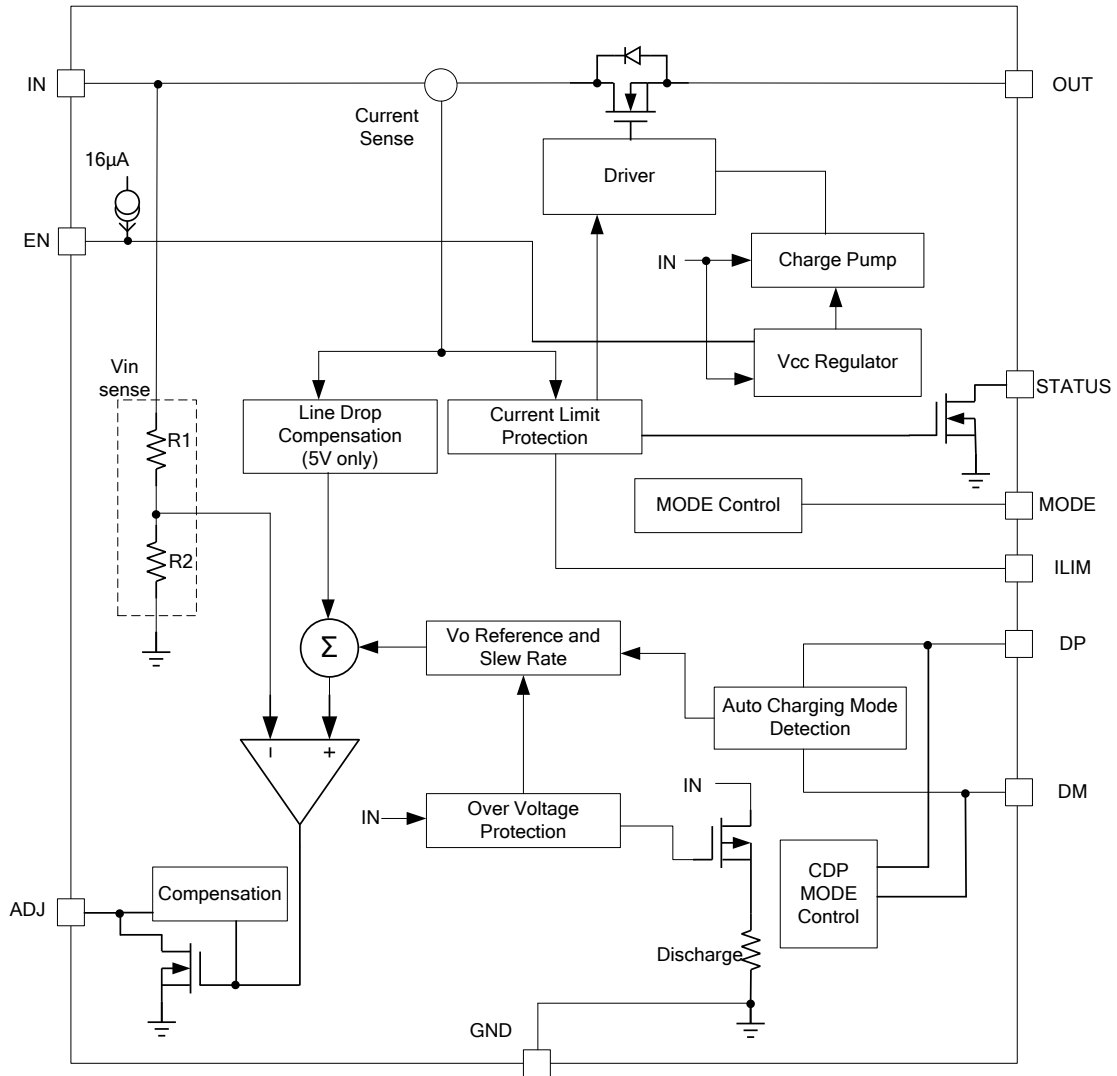 IN
OUT
Current
Sense
16µA
Driver
EN
IN
Charge Pump
Vcc Regulator
Vin
sense
STATUS
R1
Line Drop
Compensation
(5V only)
Current Limit
Protection
MODE Control
MODE
R2
ILIM
Σ
Vo Reference and
Slew Rate
DP
Auto Charging Mode
Detection
− +
IN
DM
IN
Over Voltage
Protection
CDP
MODE
Control
Compensation
ADJ
Discharge
GND